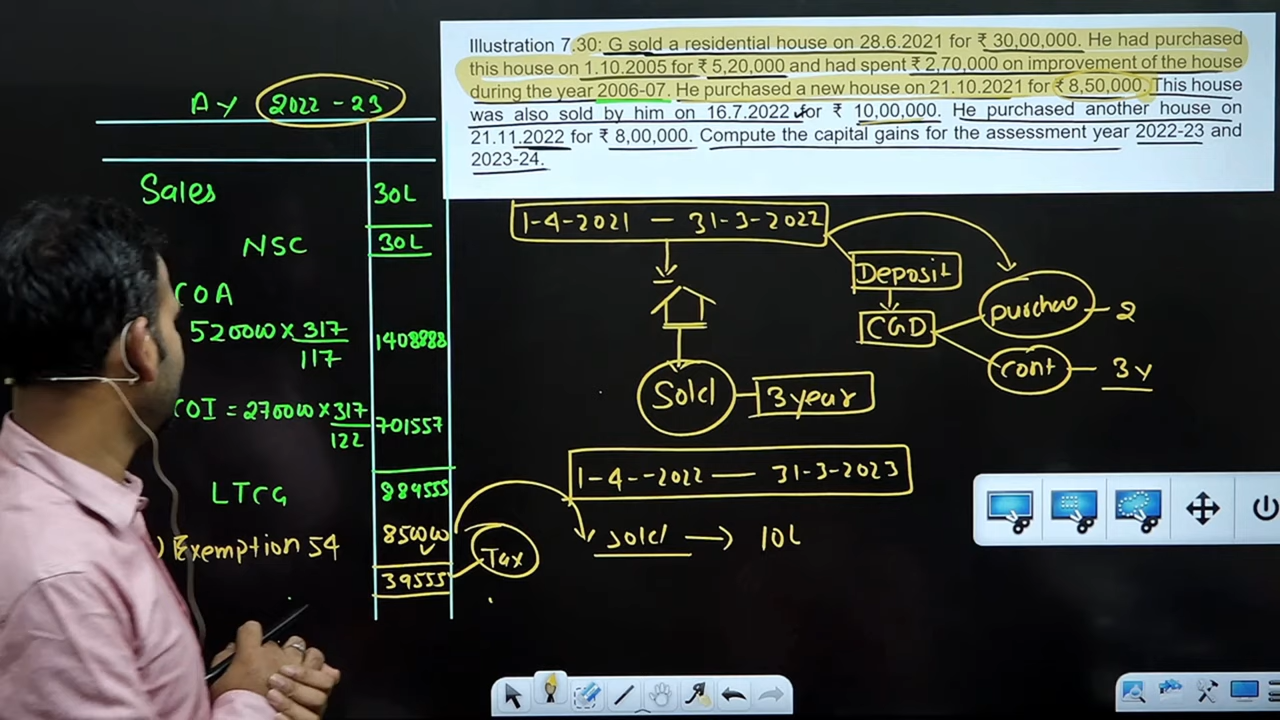 Illustration 7.30: G sold a residential house on 28.6.2021 for ₹ 30,00,000. He had purchased
this house on 1.10.2005 for ₹ 5,20,000 and had spent ₹ 2,70,000 on improvement of the house
during the year 2006-07. He purchased a new house on 21.10.2021 for ₹ 8,50,000. This house
was also sold by him on 16.7.2022 for ₹ 10,00,000. He purchased another house on
21.11.2022 for ₹ 8,00,000. Compute the capital gains for the assessment year 2022-23 and
2023-24.
AY 2022-23
Sales 30L
NSC 30L
COA
520000 × 317/117 1408888
COI = 270000 × 317/122 701557
LTCG 889555
Exemption 54 850000
39555 Tax
1-4-2021 — 31-3-2022
Sold 3 year
Deposit
CGD
purchas 2
Cont 3y
1-4--2022 — 31-3-2023
sold → 10L